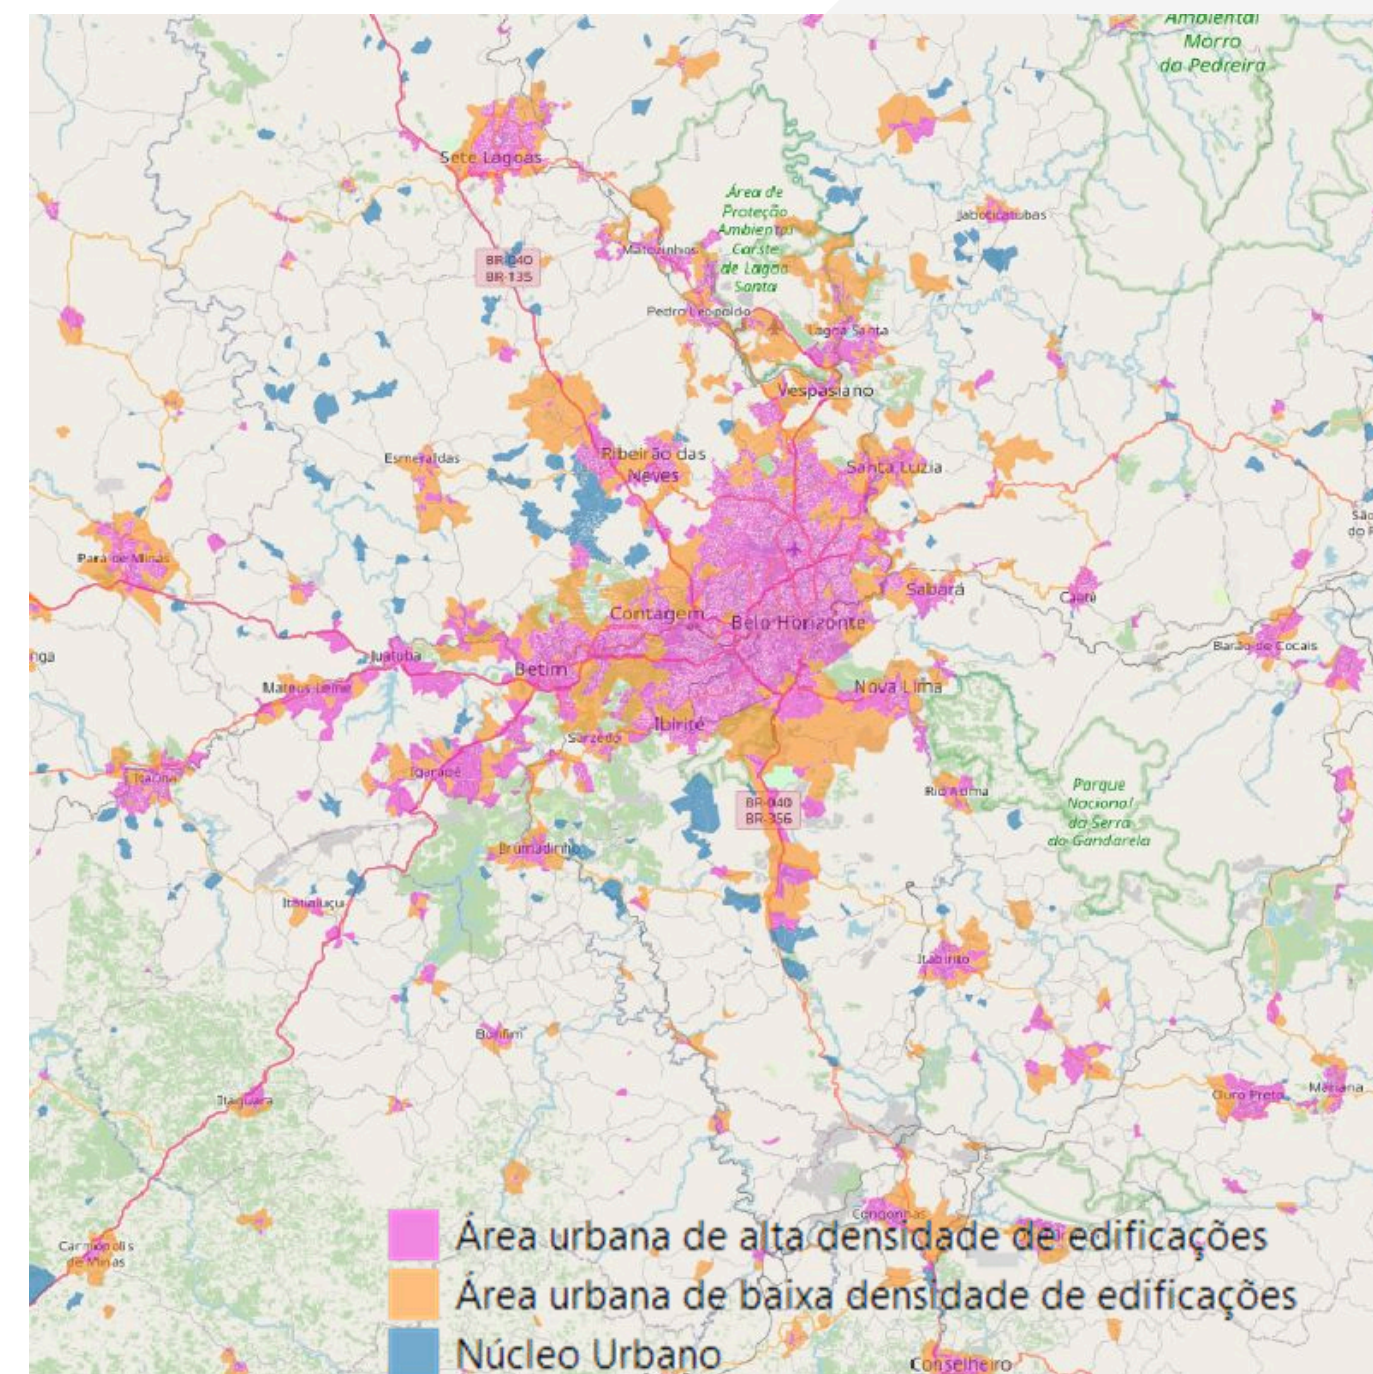 Ambiental
Morro
da Pedreira
Sete Lagoas
Área de
Proteção
Ambiental
Carste
de Lagoa
Santa
Jaboticatubas
Matozinhos
BR-040
BR-135
Pedro Leopoldo
Lagoa Santa
Vespasiano
Esmeraldas
Ribeirão das
Neves
Santa Luzia
São
Pará de Minas
Contagem
Belo Horizonte
Sabará
Caeté
Barão de Cocais
Juatuba
Betim
Mateus Leme
Nova Lima
Ibirité
Sarzedo
Igarapé
Itaúna
Rio Acima
Parque
Nacional
da Serra
do Gandarela
BR-040
BR-356
Brumadinho
Itatiaiuçu
Itabirito
Bonfim
Itaguara
Ouro Preto
Mariana
Congonhas
Carmópolis
de Minas
Área urbana de alta densidade de edificações
Área urbana de baixa densidade de edificações
Núcleo Urbano
Conselheiro